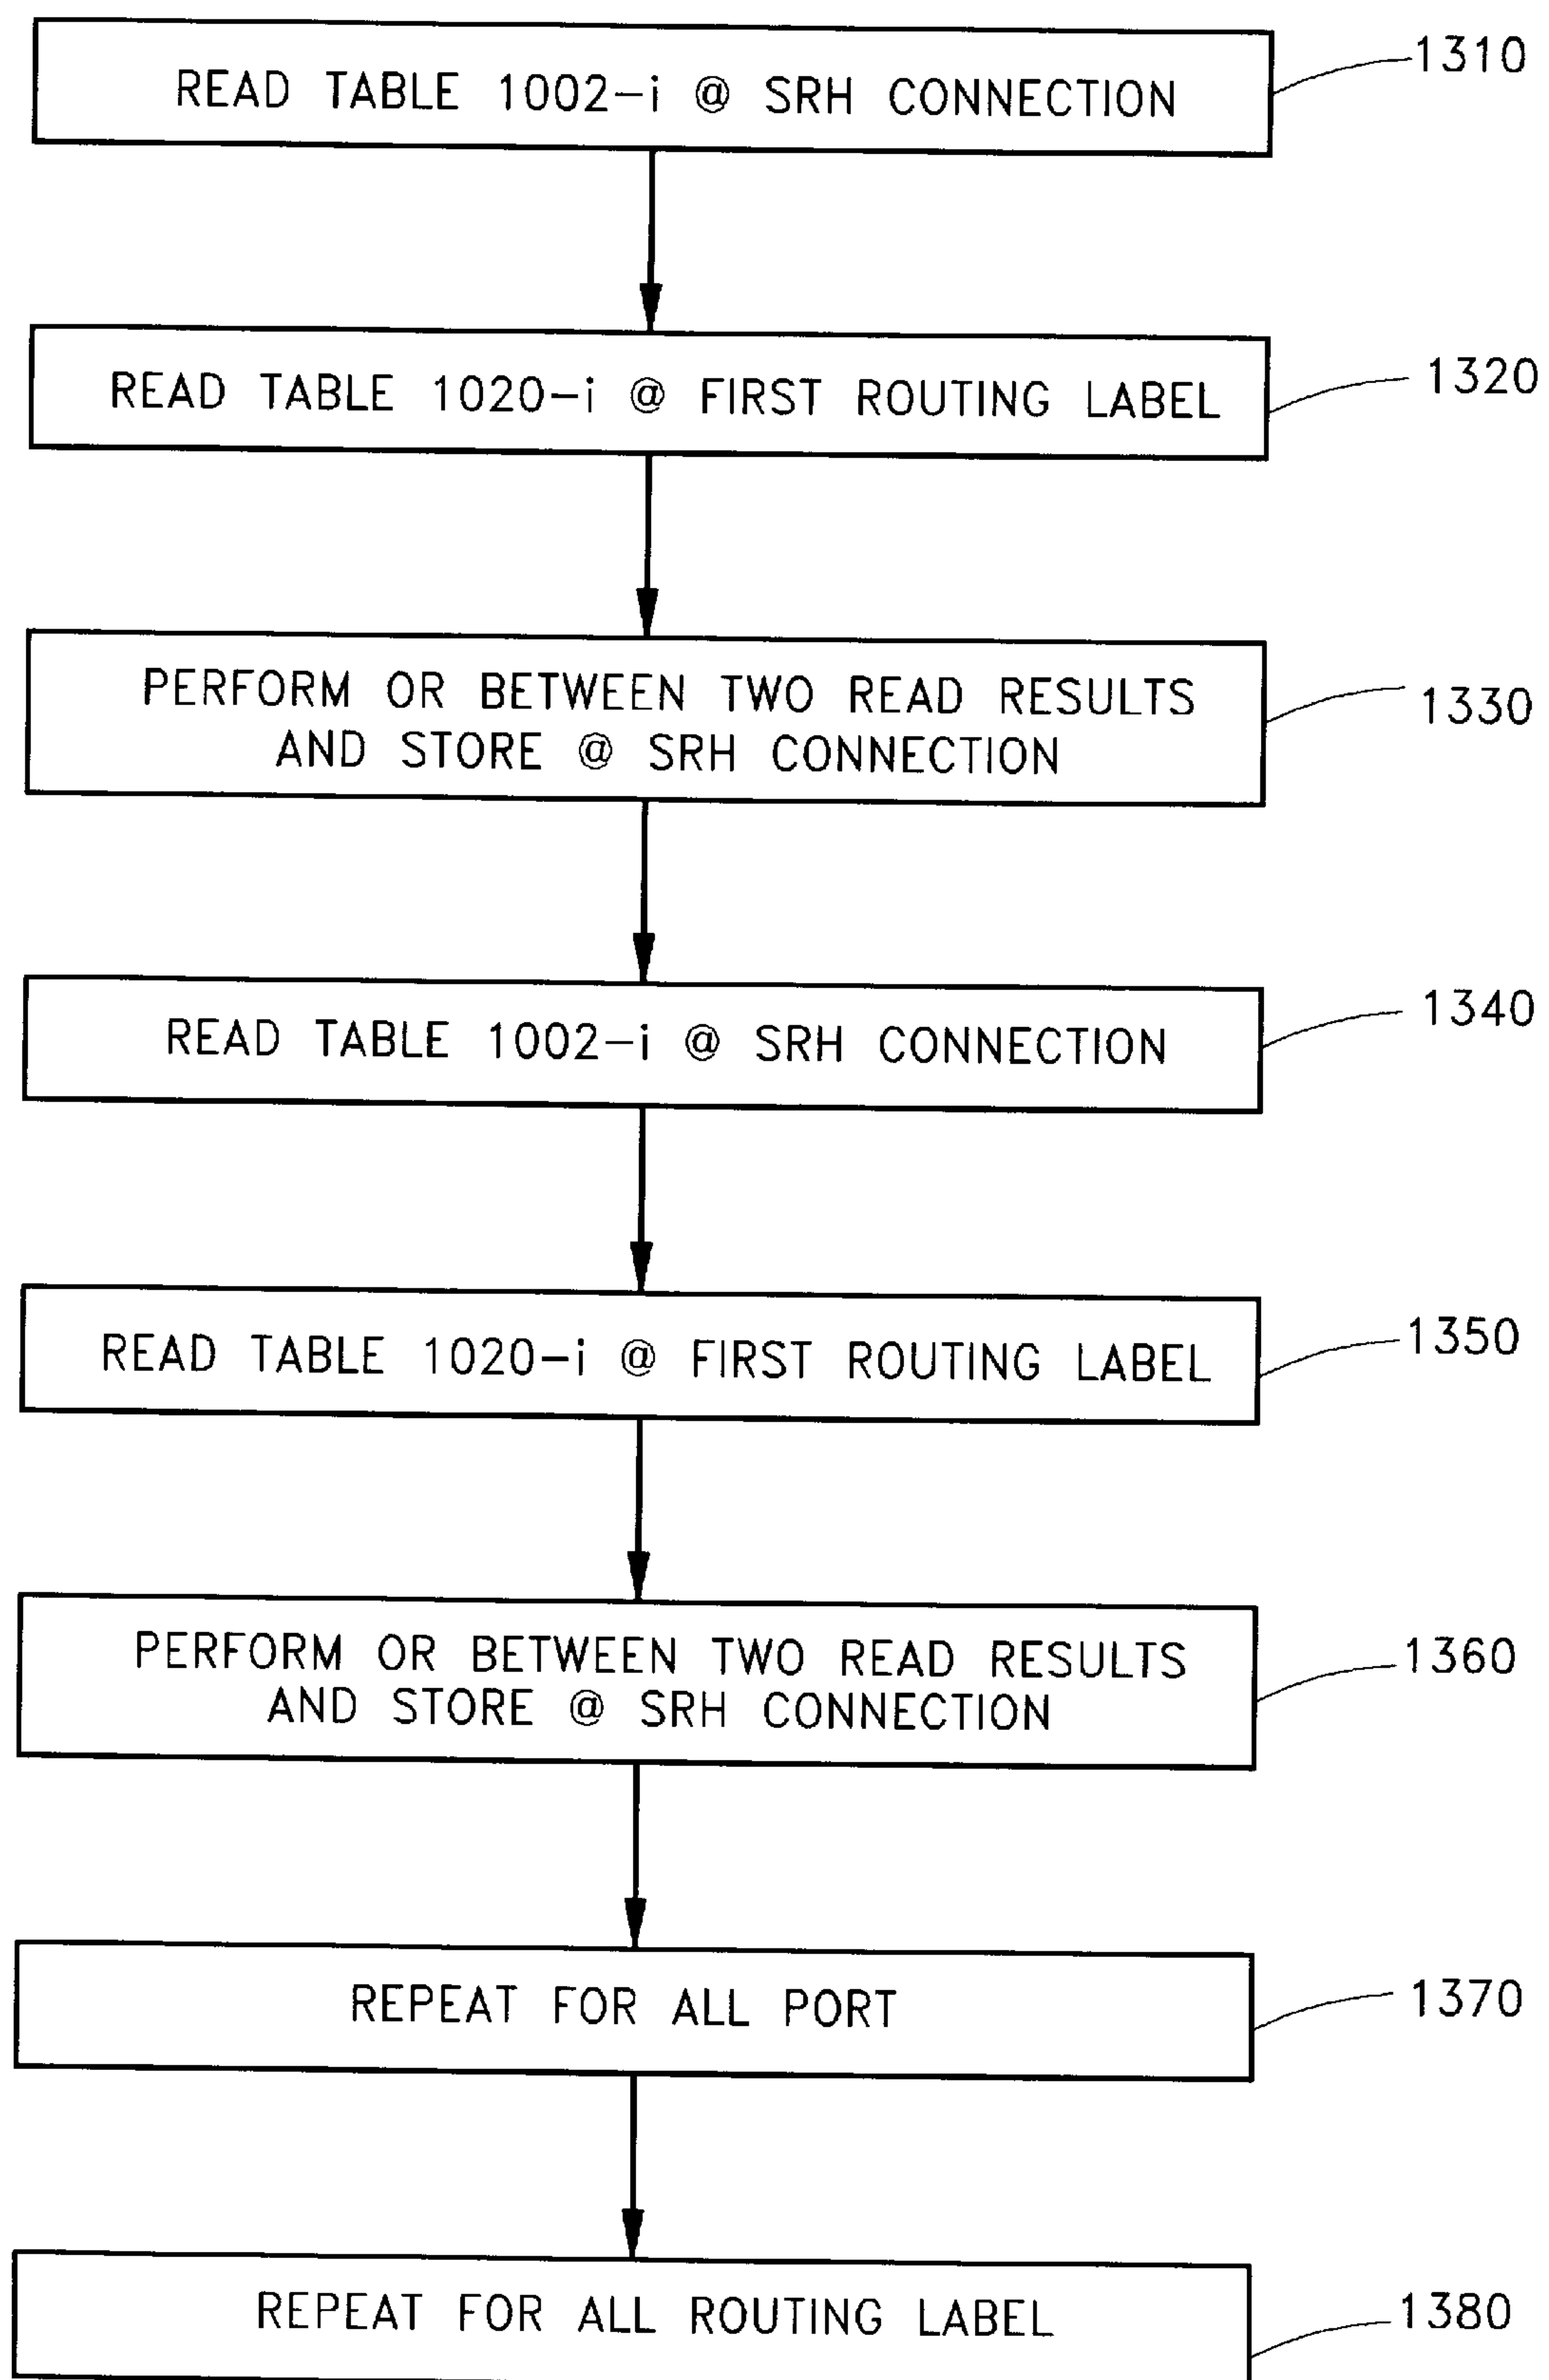 READ TABLE 1002-i @ SRH CONNECTION
1310
READ TABLE 1020-i @ FIRST ROUTING LABEL
1320
PERFORM OR BETWEEN TWO READ RESULTS
AND STORE @ SRH CONNECTION
1330
READ TABLE 1002-i @ SRH CONNECTION
1340
READ TABLE 1020-i @ FIRST ROUTING LABEL
1350
PERFORM OR BETWEEN TWO READ RESULTS
AND STORE @ SRH CONNECTION
1360
REPEAT FOR ALL PORT
1370
REPEAT FOR ALL ROUTING LABEL
1380